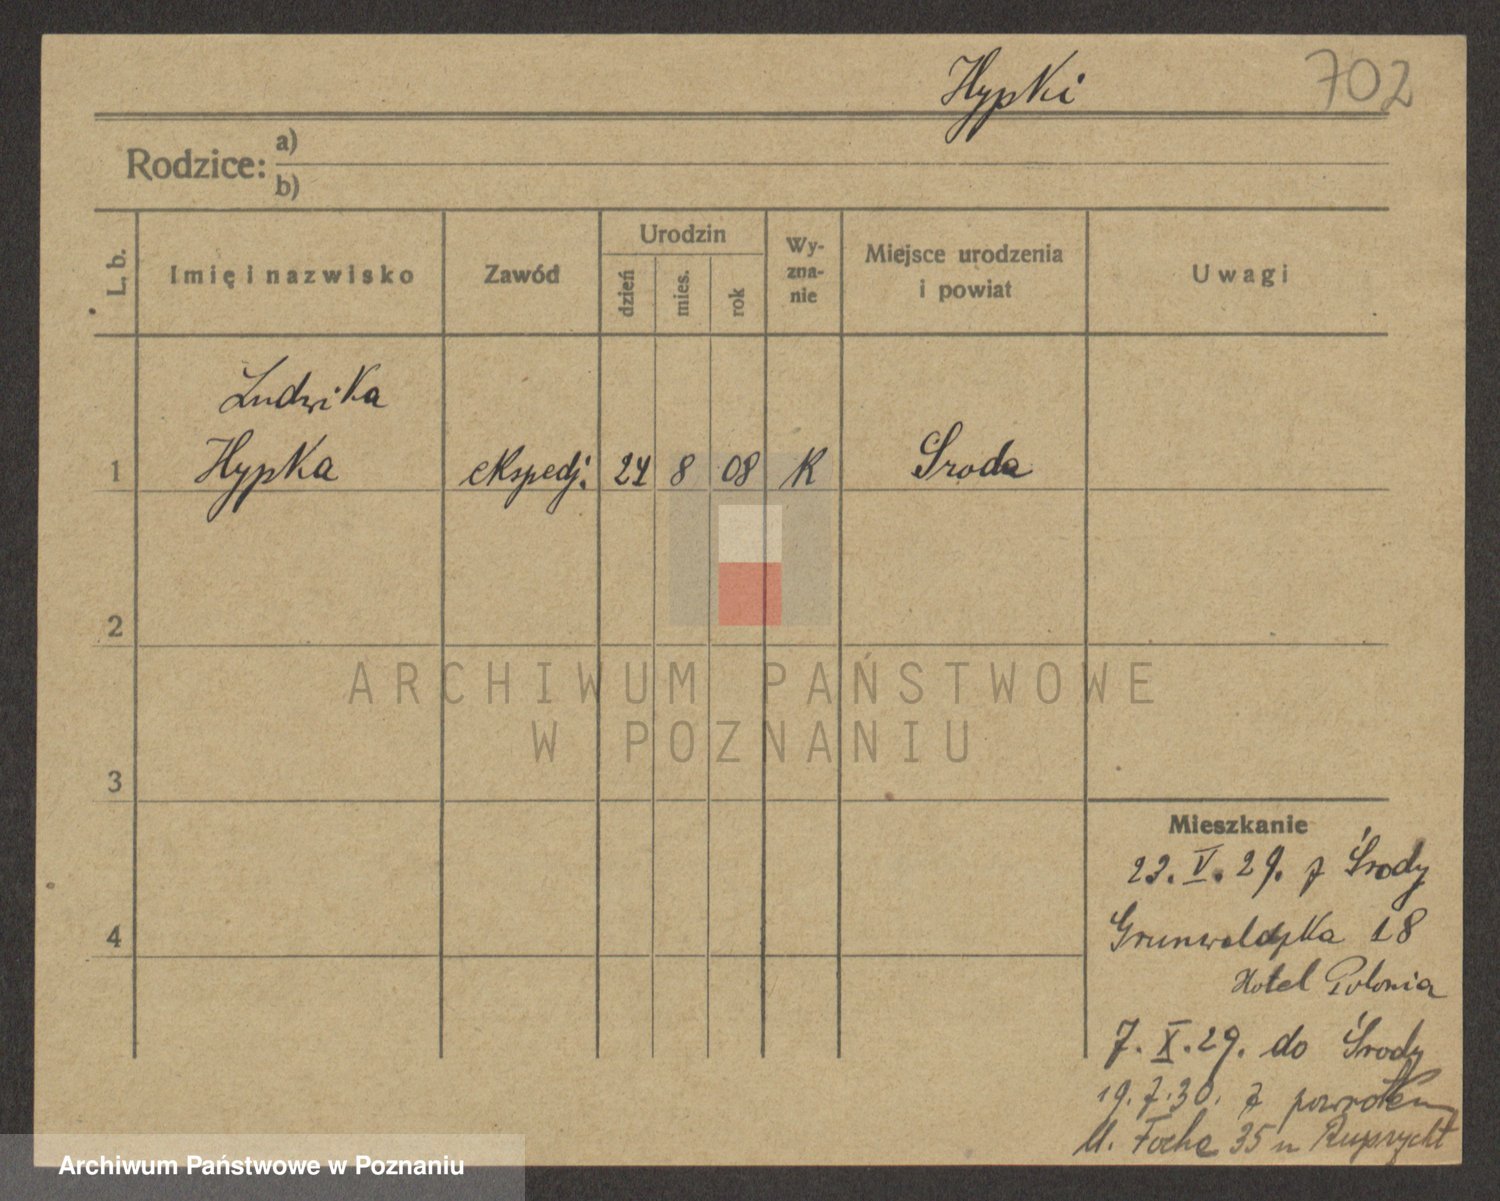 Hypki 702
Rodzice: a)
b)
L. b.
Imię i nazwisko
Zawód
Urodzin
dzień
mies.
rok
Wy-
zna-
nie
Miejsce urodzenia
i powiat
Uwagi
Ludwika
1 Hypka ekspedj. 24 8 08 K Środa
2
ARCHIWUM PAŃSTWOWE
W POZNANIU
3
Mieszkanie
23. V. 29. z Środy
4
Grunwaldzka 18
Hotel Polonia
7. X. 29. do Środy
19. 7. 30. z powrotem
M. Focha 35 u Ruprycht
Archiwum Państwowe w Poznaniu